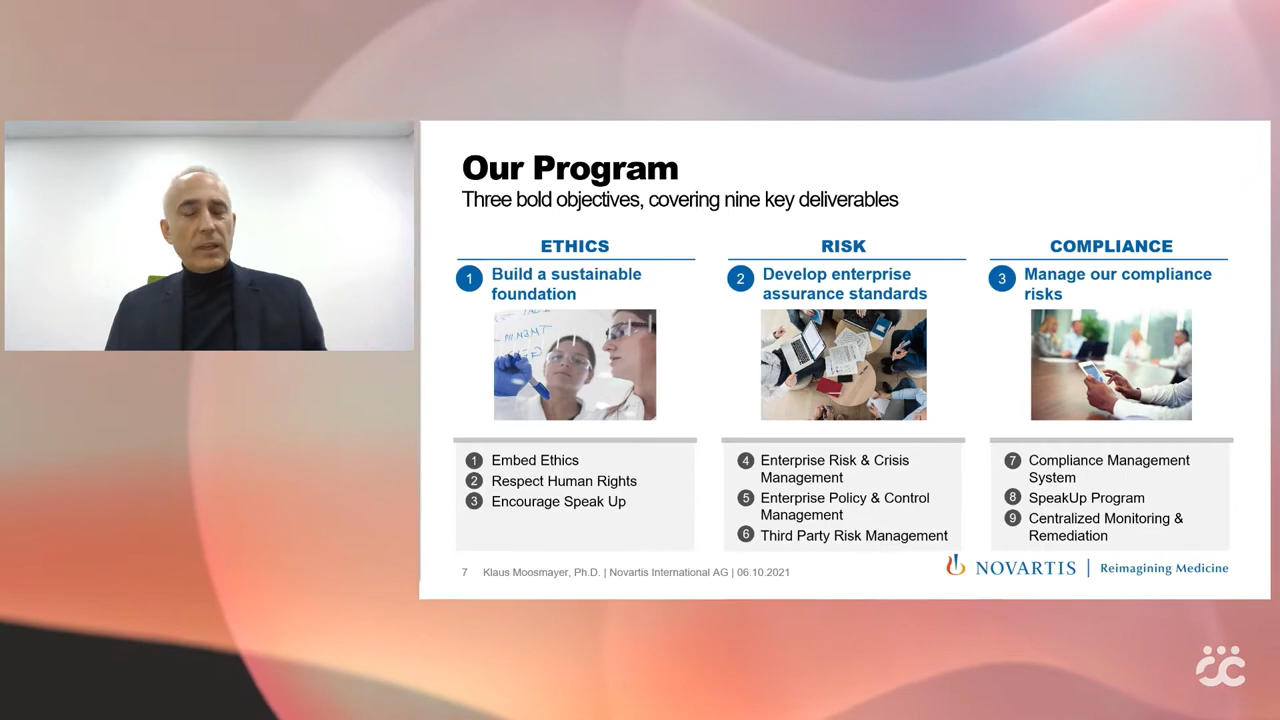 Our Program
Three bold objectives, covering nine key deliverables
ETHICS
1 Build a sustainable
foundation
RISK
2 Develop enterprise
assurance standards
COMPLIANCE
3 Manage our compliance
risks
1 Embed Ethics
2 Respect Human Rights
3 Encourage Speak Up
4 Enterprise Risk & Crisis
Management
5 Enterprise Policy & Control
Management
6 Third Party Risk Management
7 Compliance Management
System
8 SpeakUp Program
9 Centralized Monitoring &
Remediation
7 Klaus Moosmayer, Ph.D. | Novartis International AG | 06.10.2021
NOVARTIS | Reimagining Medicine